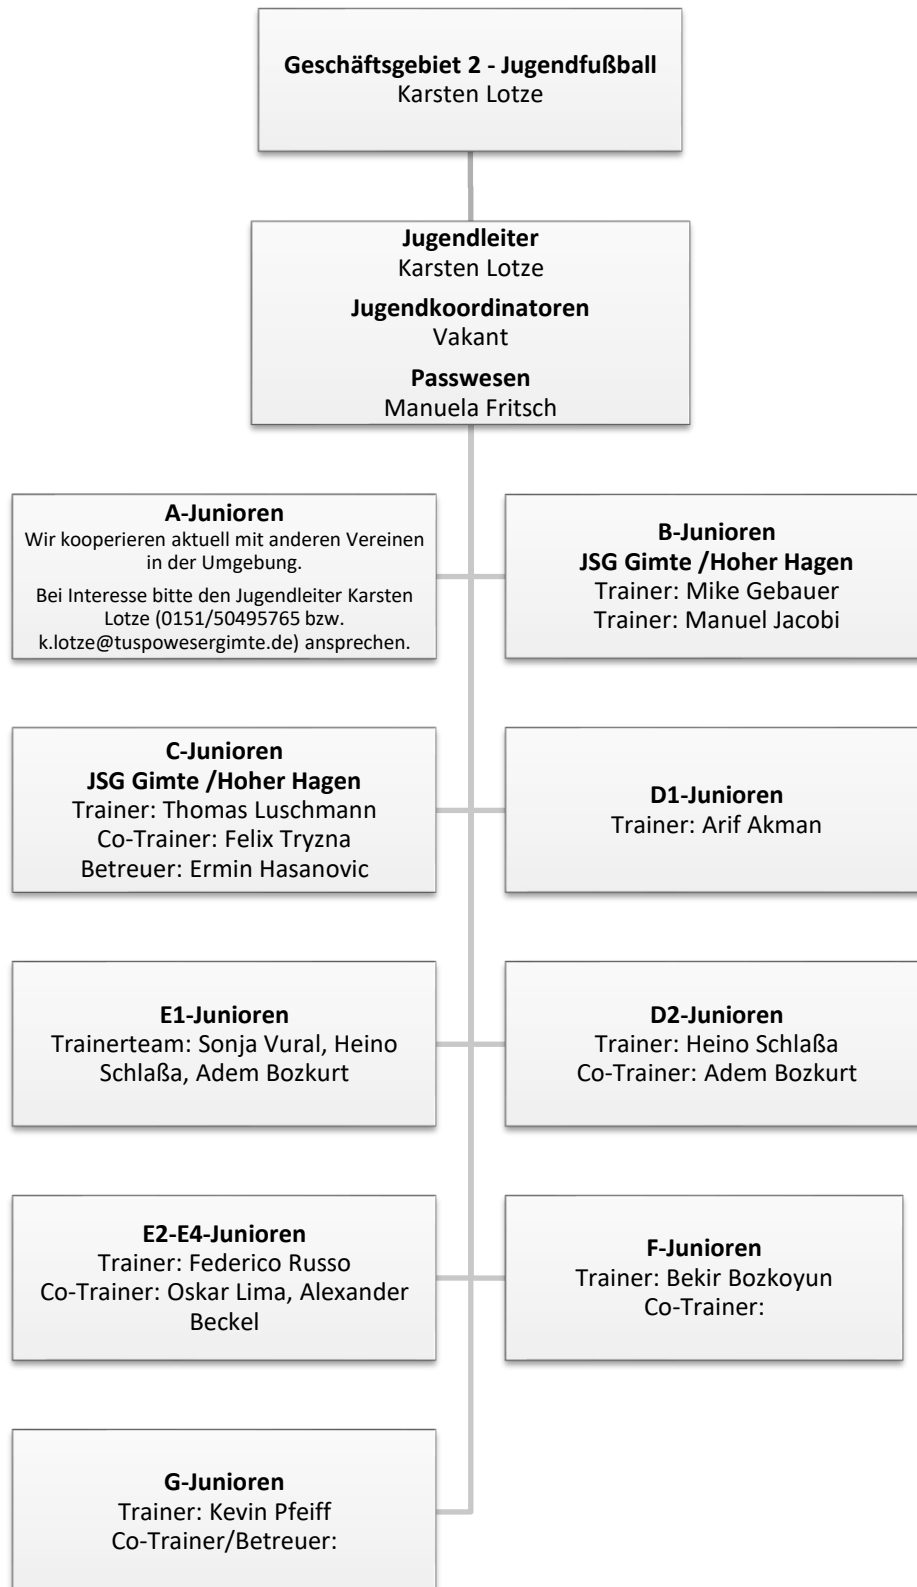 Geschäftsgebiet 2 - Jugendfußball
Karsten Lotze
Jugendleiter
Karsten Lotze
Jugendkoordinatoren
Vakant
Passwesen
Manuela Fritsch
A-Junioren
Wir kooperieren aktuell mit anderen Vereinen
in der Umgebung.
Bei Interesse bitte den Jugendleiter Karsten
Lotze (0151/50495765 bzw.
k.lotze@tuspowesergimte.de) ansprechen.
B-Junioren
JSG Gimte /Hoher Hagen
Trainer: Mike Gebauer
Trainer: Manuel Jacobi
C-Junioren
JSG Gimte /Hoher Hagen
Trainer: Thomas Luschmann
Co-Trainer: Felix Tryzna
Betreuer: Ermin Hasanovic
D1-Junioren
Trainer: Arif Akman
E1-Junioren
Trainerteam: Sonja Vural, Heino
Schlaßa, Adem Bozkurt
D2-Junioren
Trainer: Heino Schlaßa
Co-Trainer: Adem Bozkurt
E2-E4-Junioren
Trainer: Federico Russo
Co-Trainer: Oskar Lima, Alexander
Beckel
F-Junioren
Trainer: Bekir Bozkoyun
Co-Trainer:
G-Junioren
Trainer: Kevin Pfeiff
Co-Trainer/Betreuer: